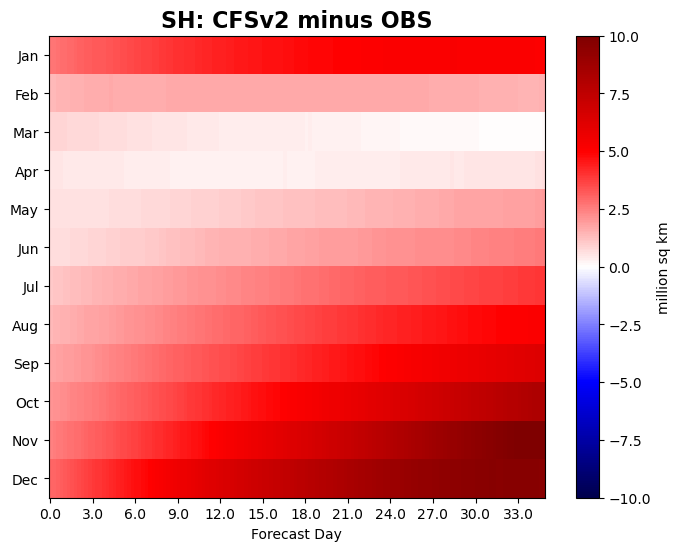 SH: CFSv2 minus OBS
Jan
Feb
Mar
Apr
May
Jun
Jul
Aug
Sep
Oct
Nov
Dec
0.0 3.0 6.0 9.0 12.0 15.0 18.0 21.0 24.0 27.0 30.0 33.0
Forecast Day
10.0
7.5
5.0
2.5
0.0
−2.5
−5.0
−7.5
−10.0
million sq km